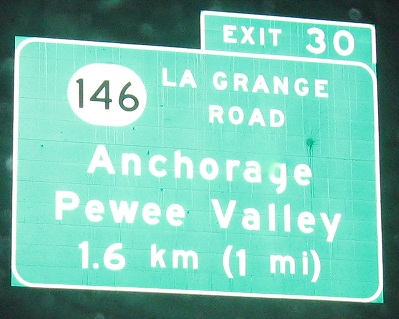 EXIT 30
146 LA GRANGE
ROAD
Anchorage
Pewee Valley
1.6 km (1 mi)